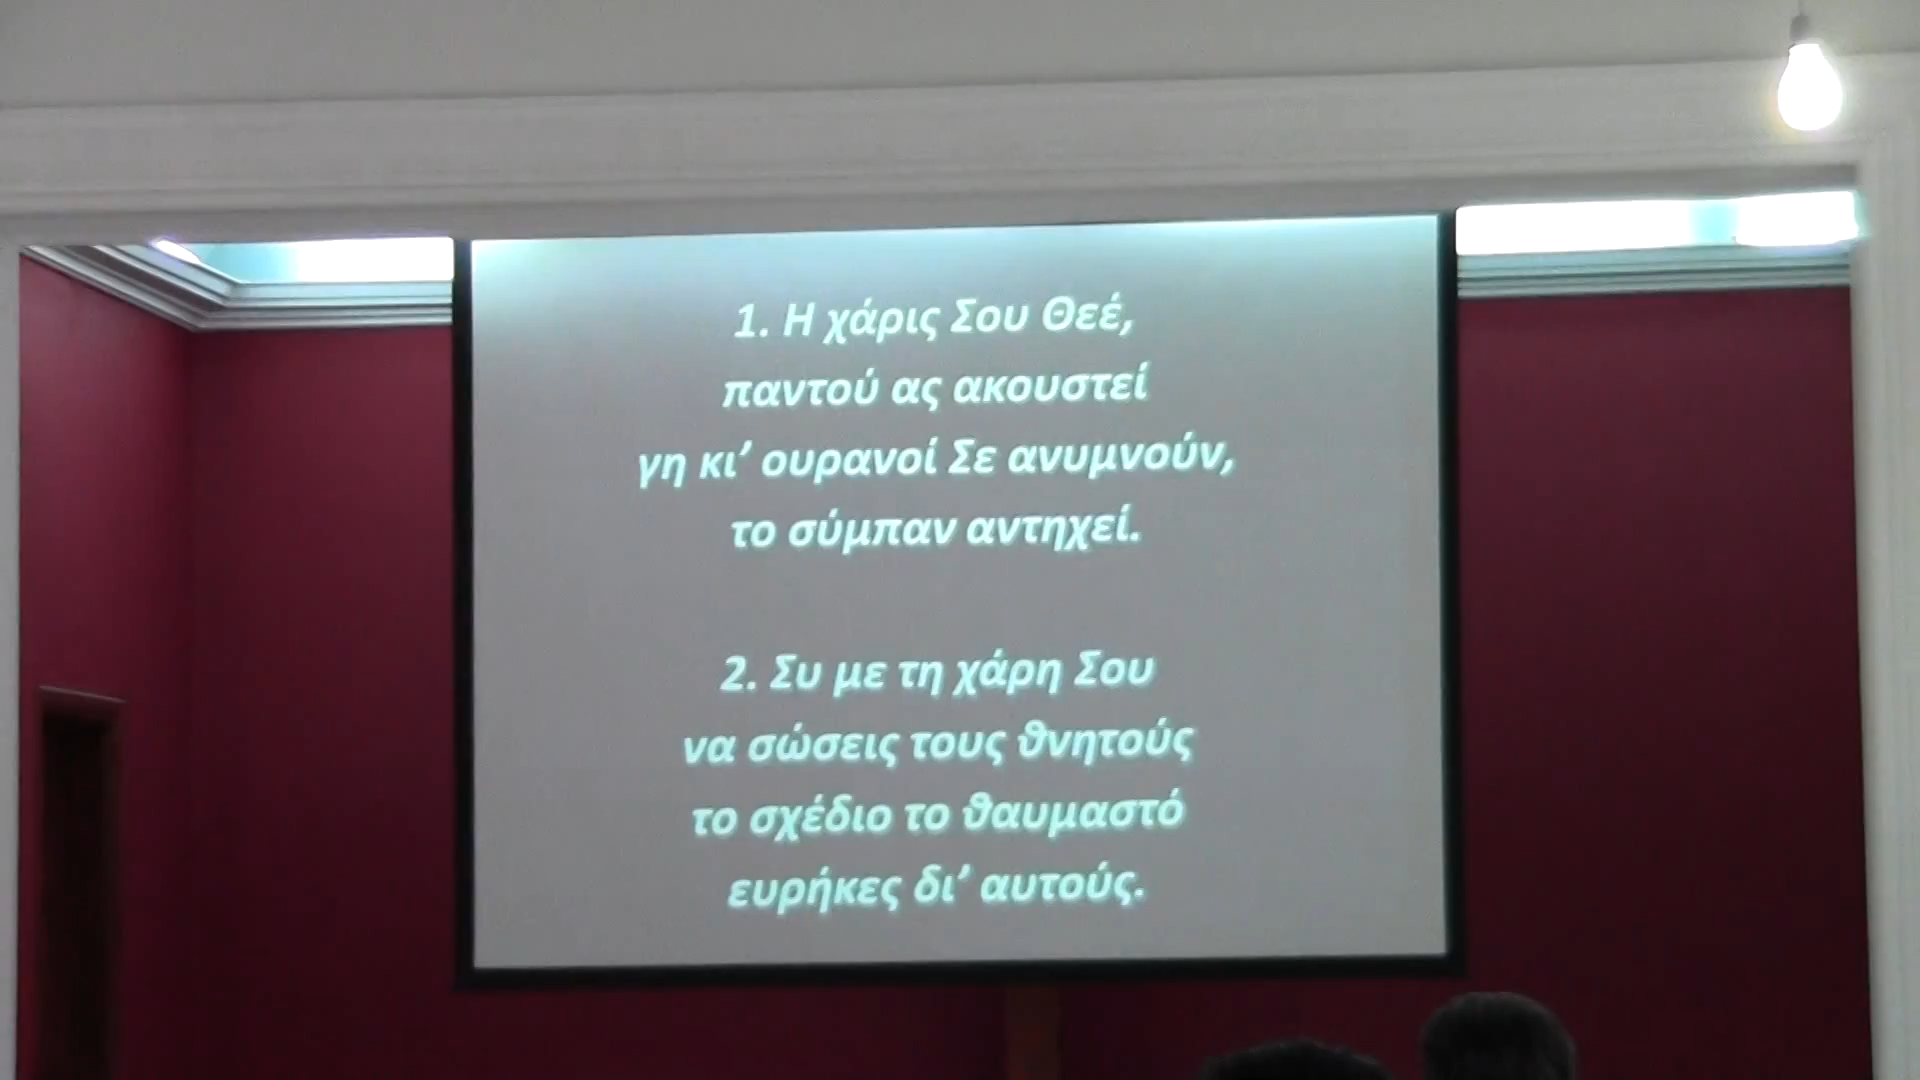 1. Η χάρις Σου Θεέ,
παντού ας ακουστεί
γη κι’ ουρανοί Σε ανυμνούν,
το σύμπαν αντηχεί.
2. Συ με τη χάρη Σου
να σώσεις τους θνητούς
το σχέδιο το θαυμαστό
ευρήκες δι’ αυτούς.